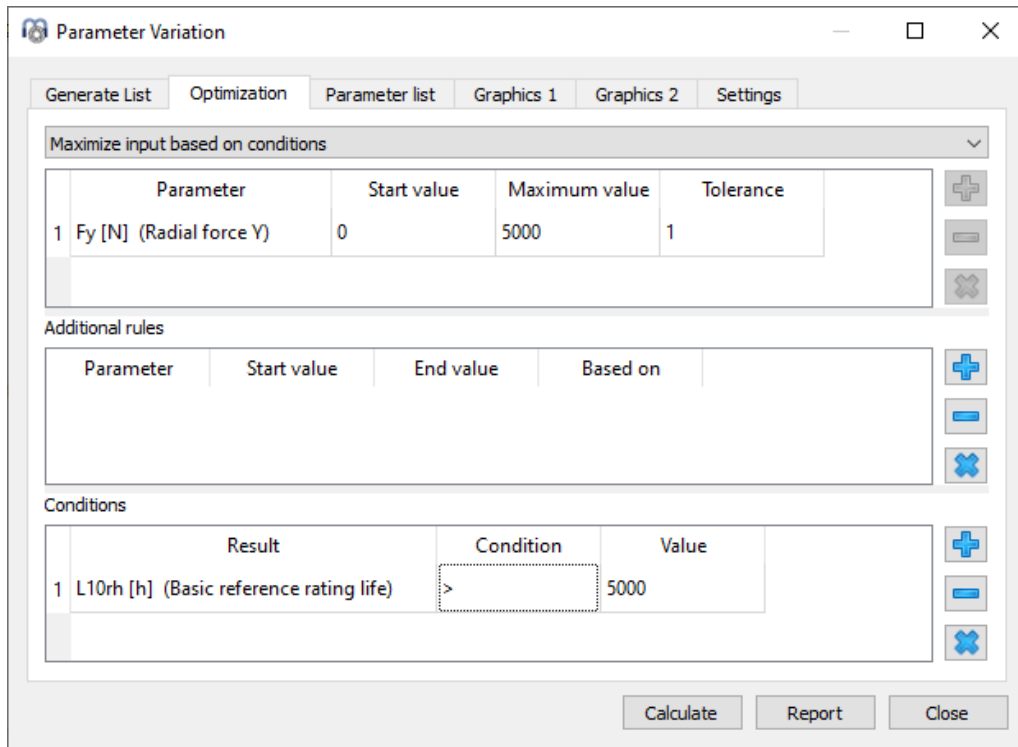 Parameter Variation
Generate List Optimization Parameter list Graphics 1 Graphics 2 Settings
Maximize input based on conditions
Parameter Start value Maximum value Tolerance
1 Fy [N] (Radial force Y) 0 5000 1
Additional rules
Parameter Start value End value Based on
Conditions
Result Condition Value
1 L10rh [h] (Basic reference rating life) > 5000
Calculate Report Close